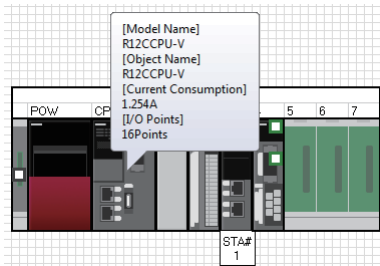 [Model Name]
R12CCPU-V
[Object Name]
R12CCPU-V
[Current Consumption]
1.254A
[I/O Points]
16Points
POW
CP
5
6
7
STA#
1